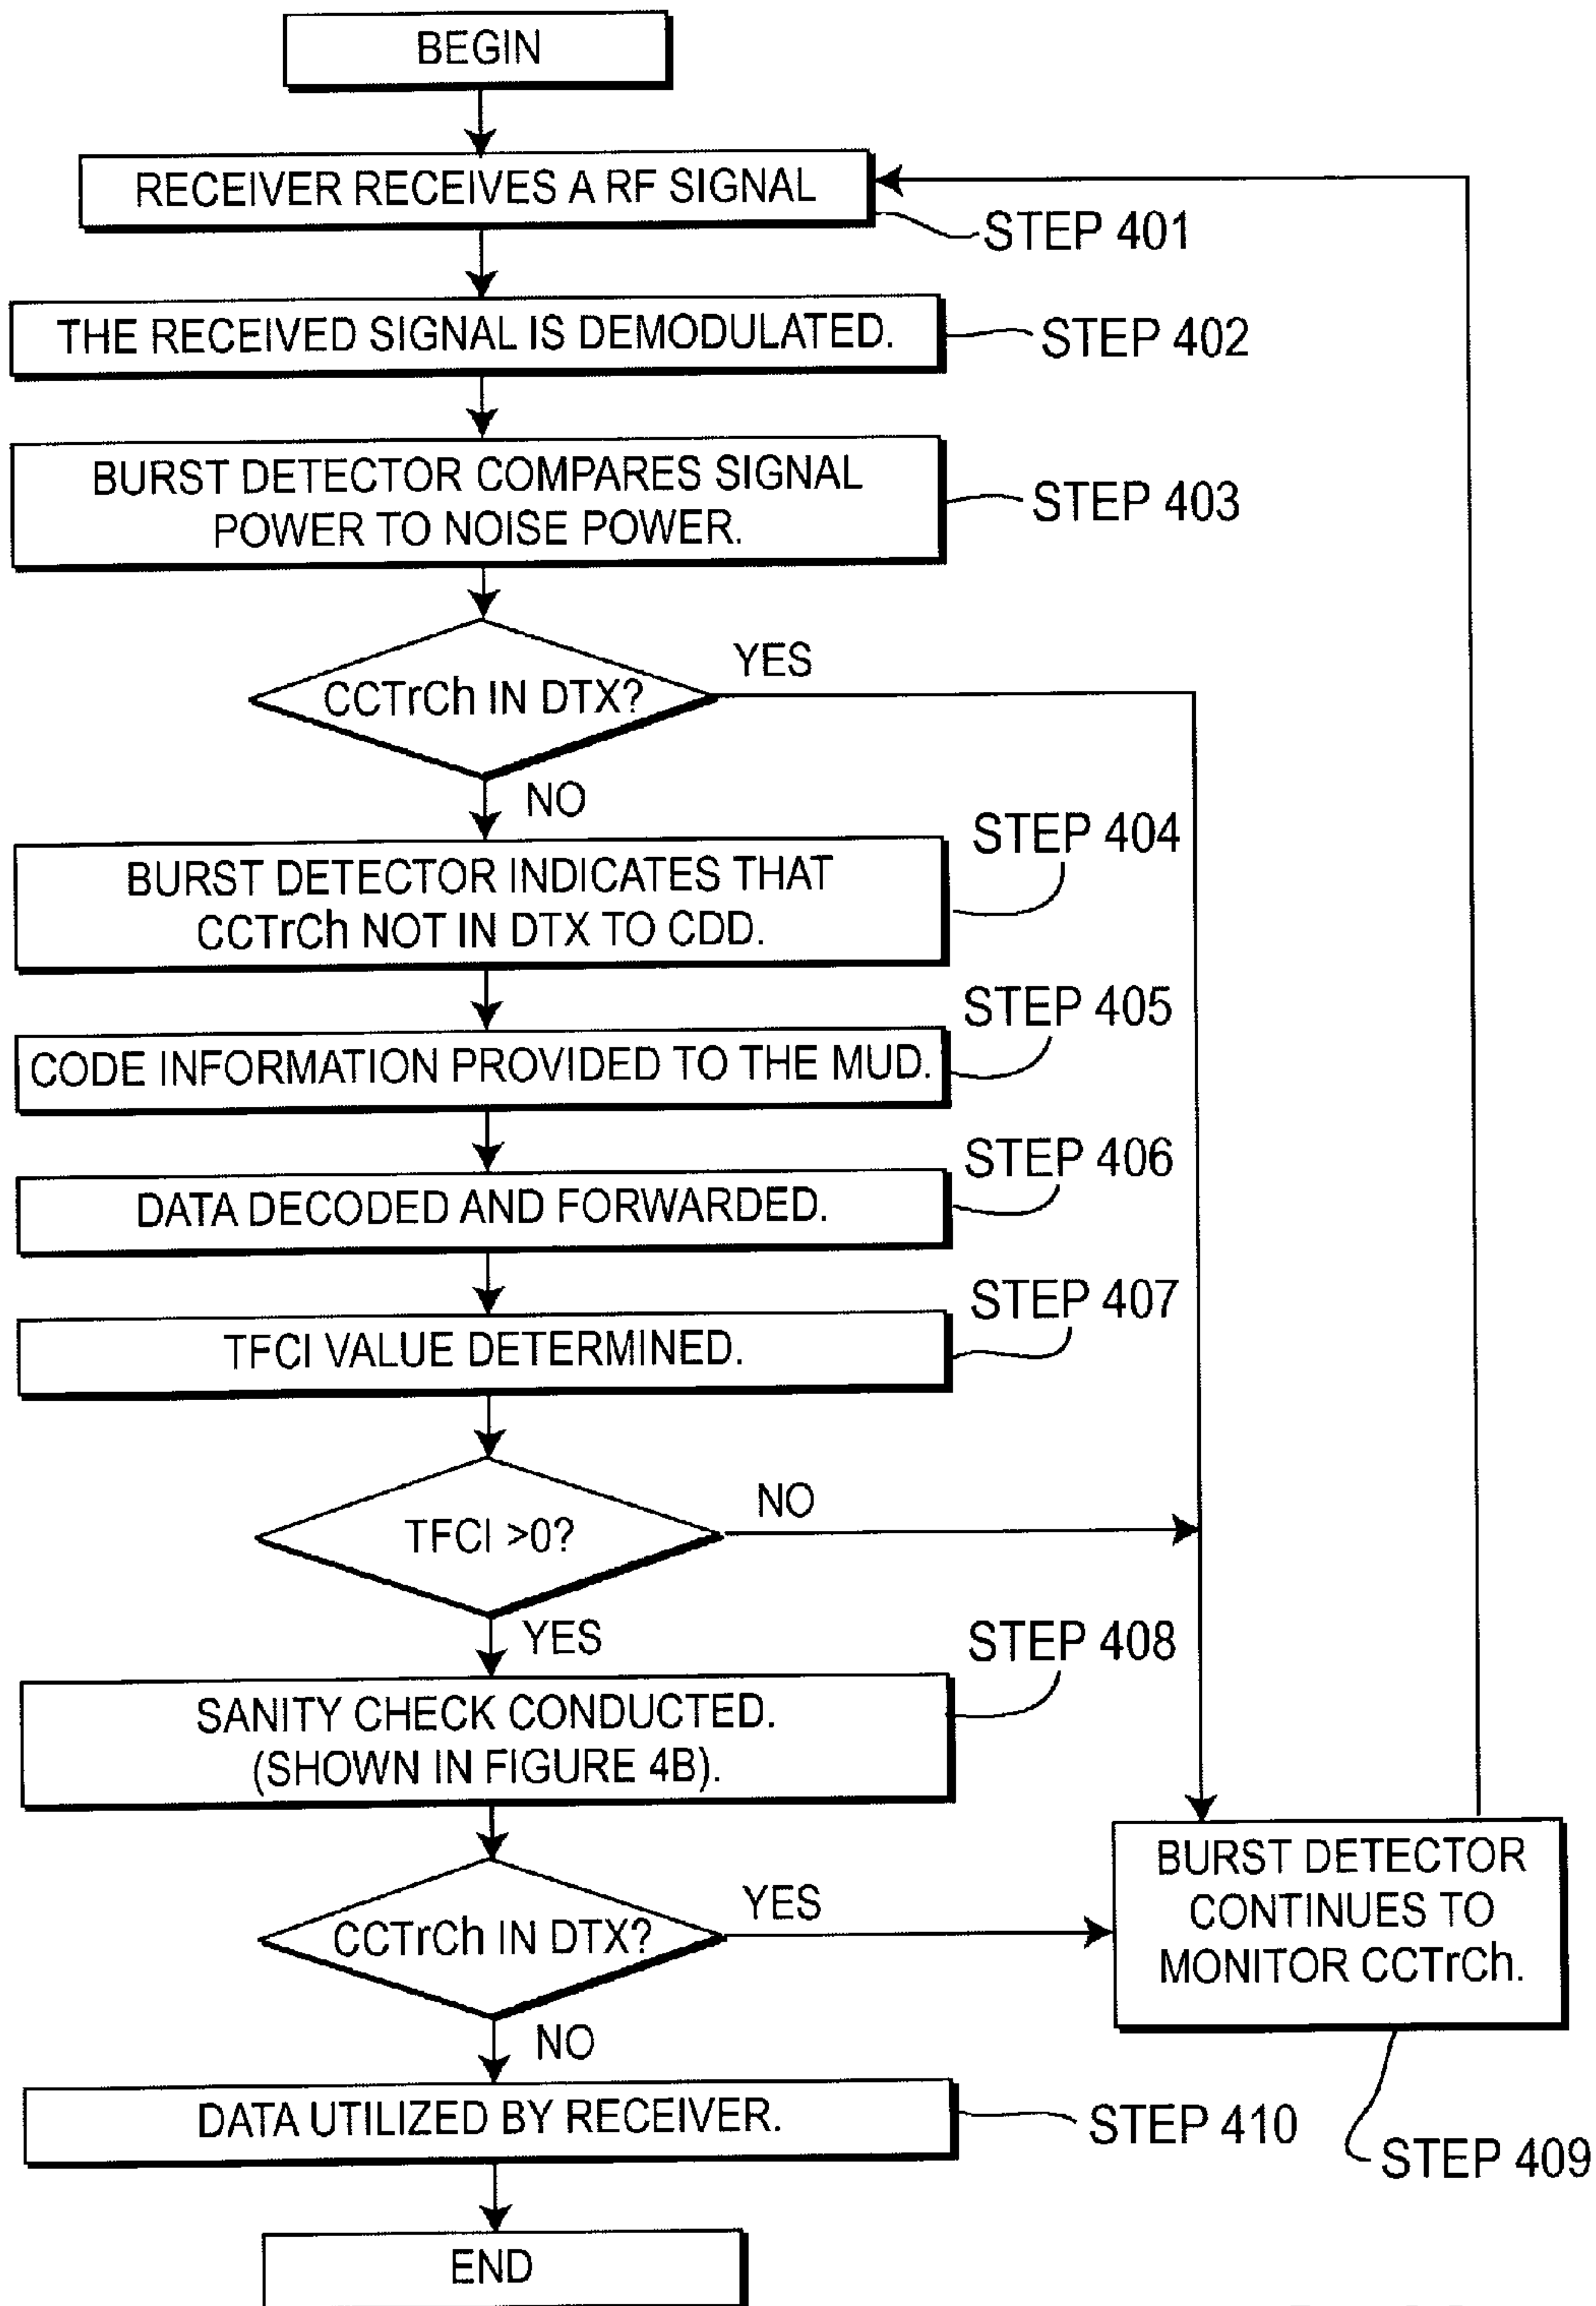 BEGIN
RECEIVER RECEIVES A RF SIGNAL
STEP 401
THE RECEIVED SIGNAL IS DEMODULATED.
STEP 402
BURST DETECTOR COMPARES SIGNAL
POWER TO NOISE POWER.
STEP 403
CCTrCh IN DTX?
YES
NO
STEP 404
BURST DETECTOR INDICATES THAT
CCTrCh NOT IN DTX TO CDD.
STEP 405
CODE INFORMATION PROVIDED TO THE MUD.
STEP 406
DATA DECODED AND FORWARDED.
STEP 407
TFCI VALUE DETERMINED.
TFCI >0?
NO
YES
STEP 408
SANITY CHECK CONDUCTED.
(SHOWN IN FIGURE 4B).
CCTrCh IN DTX?
YES
NO
BURST DETECTOR
CONTINUES TO
MONITOR CCTrCh.
STEP 409
DATA UTILIZED BY RECEIVER.
STEP 410
END